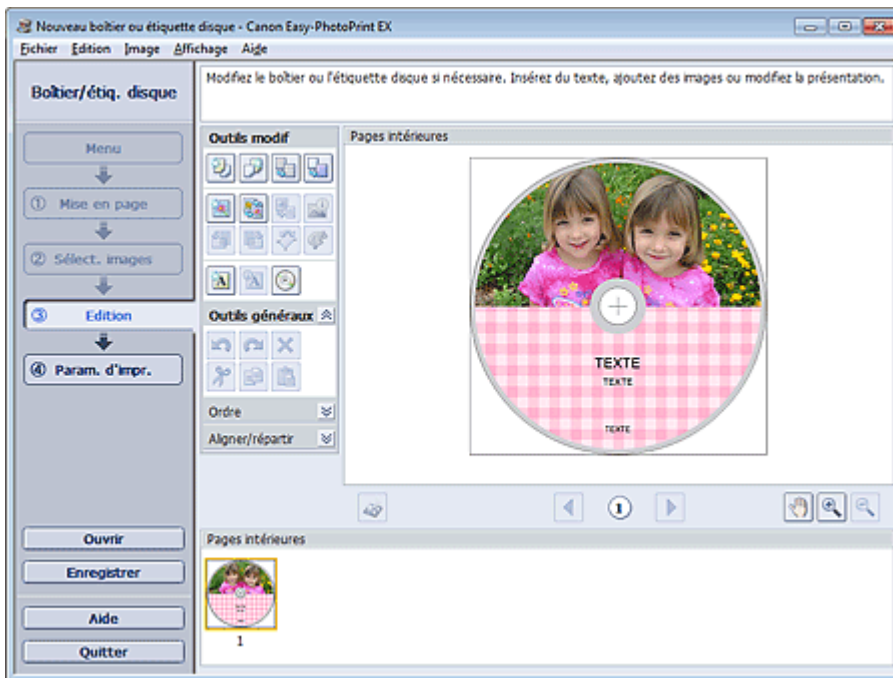 Nouveau boîtier ou étiquette disque - Canon Easy-PhotoPrint EX
Fichier Edition Image Affichage Aide
Boîtier/étiq. disque
Modifiez le boîtier ou l'étiquette disque si nécessaire. Insérez du texte, ajoutez des images ou modifiez la présentation.
Menu
① Mise en page
② Sélect. images
③ Edition
④ Param. d'impr.
Ouvrir
Enregistrer
Aide
Quitter
Outils modif
Outils généraux
Ordre
Aligner/répartir
Pages intérieures
TEXTE
TEXTE
TEXTE
1
Pages intérieures
1